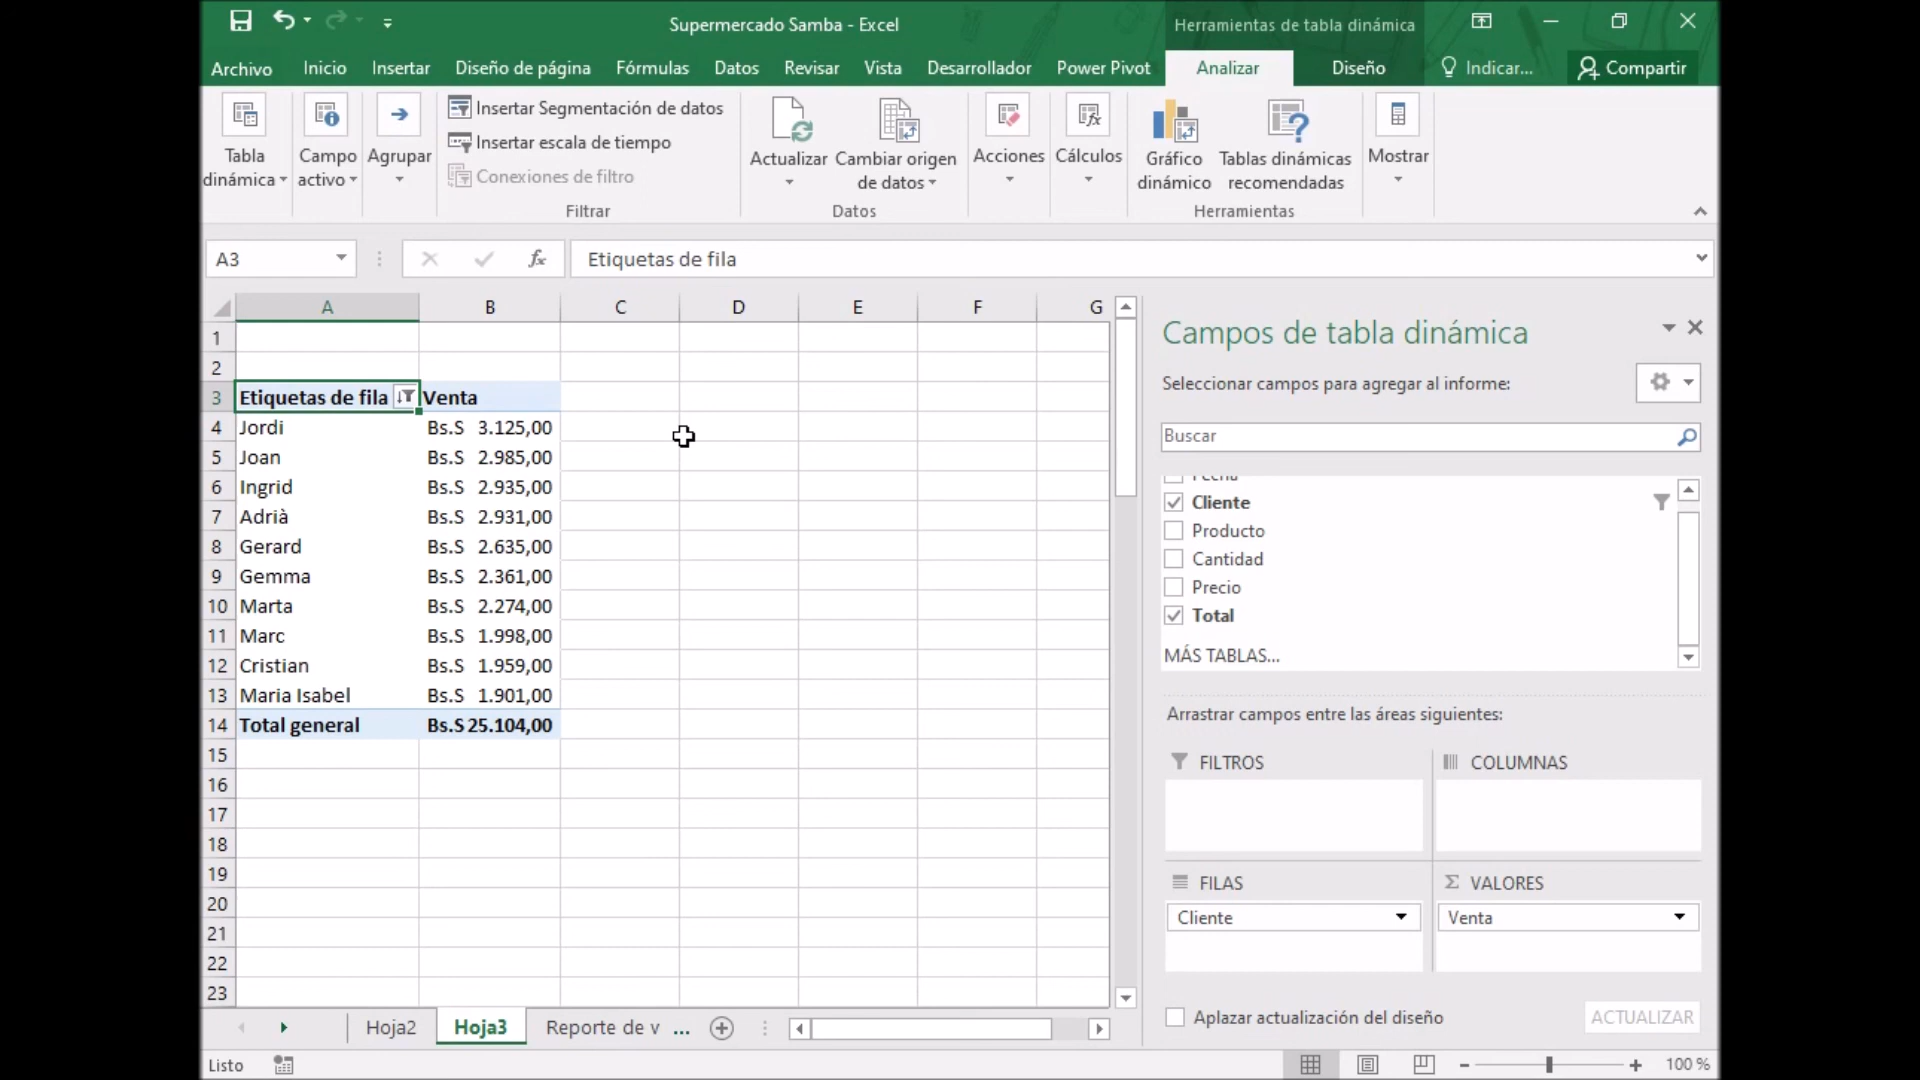 Supermercado Samba - Excel
Herramientas de tabla dinámica
Archivo Inicio Insertar Diseño de página Fórmulas Datos Revisar Vista Desarrollador Power Pivot Analizar Diseño Indicar... Compartir
Tabla dinámica
Campo activo
Agrupar
Insertar Segmentación de datos
Insertar escala de tiempo
Conexiones de filtro
Filtrar
Actualizar
Cambiar origen de datos
Datos
Acciones
Cálculos
Gráfico dinámico
Tablas dinámicas recomendadas
Herramientas
Mostrar
A3 fx Etiquetas de fila
A B C D E F G
1
2
3 Etiquetas de fila Venta
4 Jordi Bs.S 3.125,00
5 Joan Bs.S 2.985,00
6 Ingrid Bs.S 2.935,00
7 Adrià Bs.S 2.931,00
8 Gerard Bs.S 2.635,00
9 Gemma Bs.S 2.361,00
10 Marta Bs.S 2.274,00
11 Marc Bs.S 1.998,00
12 Cristian Bs.S 1.959,00
13 Maria Isabel Bs.S 1.901,00
14 Total general Bs.S 25.104,00
15
16
17
18
19
20
21
22
23
Campos de tabla dinámica
Seleccionar campos para agregar al informe:
Buscar
Fecha
Cliente
Producto
Cantidad
Precio
Total
MÁS TABLAS...
Arrastrar campos entre las áreas siguientes:
FILTROS
COLUMNAS
FILAS
Cliente
Σ VALORES
Venta
Aplazar actualización del diseño ACTUALIZAR
Hoja2 Hoja3 Reporte de v ...
Listo 100 %